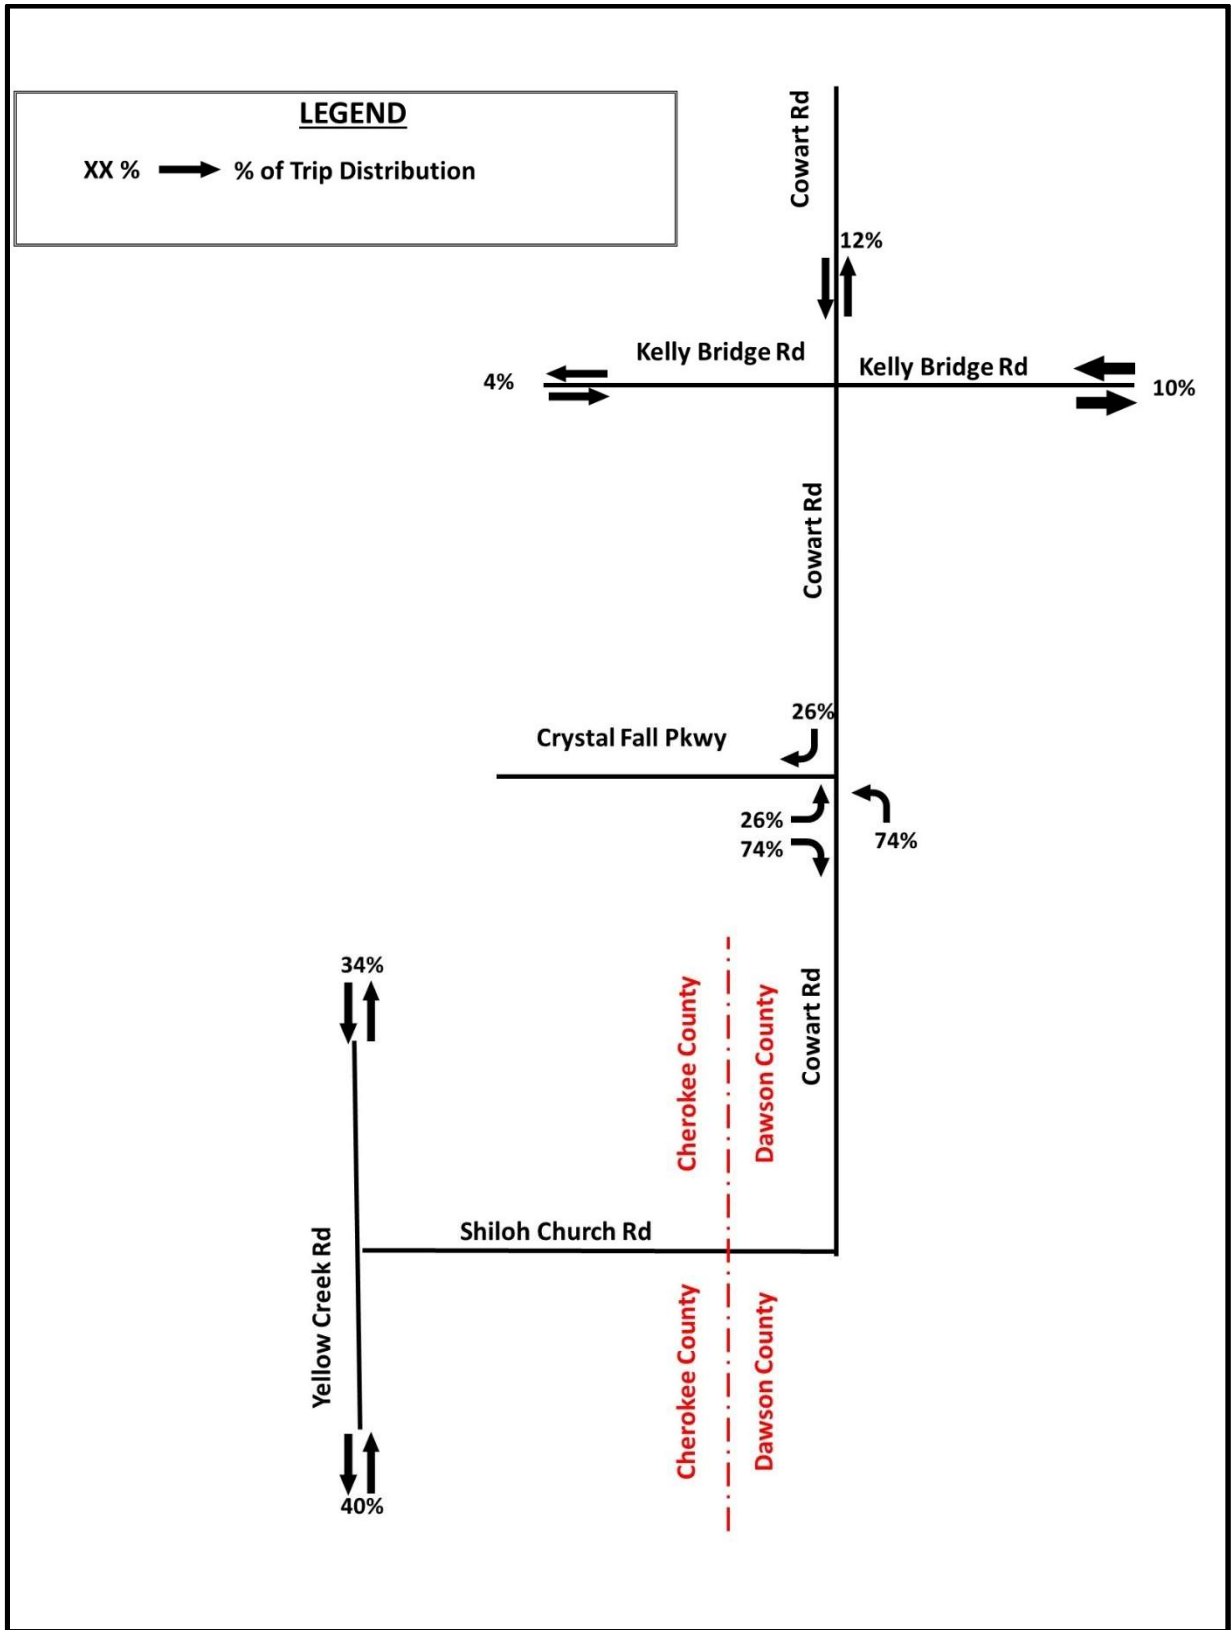 LEGEND
XX %
% of Trip Distribution
Cowart Rd
12%
Kelly Bridge Rd
Kelly Bridge Rd
4%
10%
Cowart Rd
26%
Crystal Fall Pkwy
26%
74%
74%
34%
Cherokee County
Dawson County
Cowart Rd
Shiloh Church Rd
Yellow Creek Rd
Cherokee County
Dawson County
40%